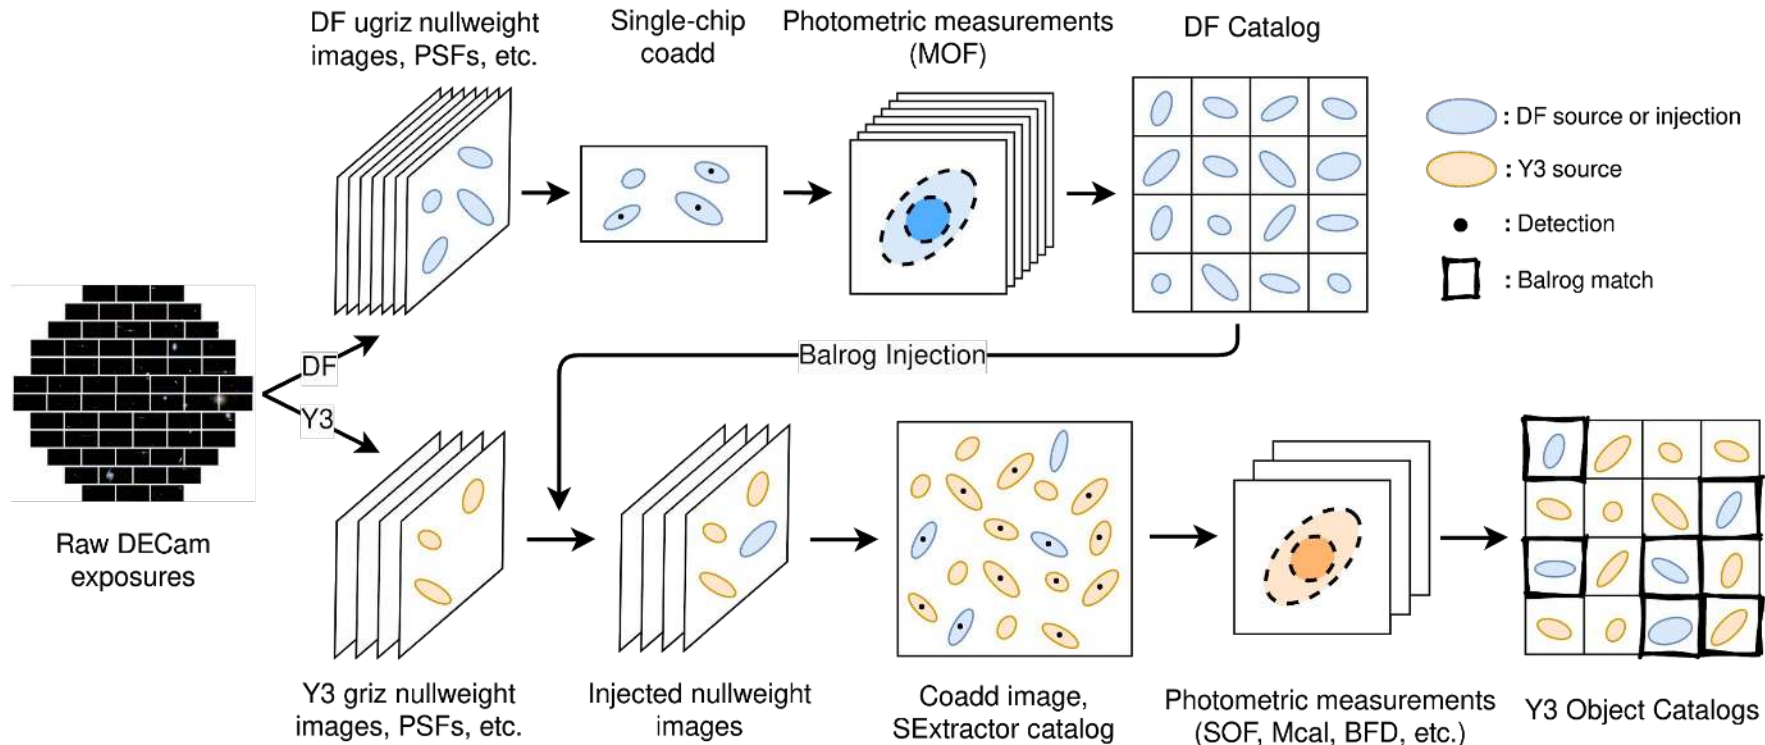 DF ugriz nullweight
images, PSFs, etc.
Single-chip
coadd
Photometric measurements
(MOF)
DF Catalog
: DF source or injection
: Y3 source
: Detection
: Balrog match
Balrog Injection
DF
Y3
Raw DECam
exposures
Y3 griz nullweight
images, PSFs, etc.
Injected nullweight
images
Coadd image,
SExtractor catalog
Photometric measurements
(SOF, Mcal, BFD, etc.)
Y3 Object Catalogs